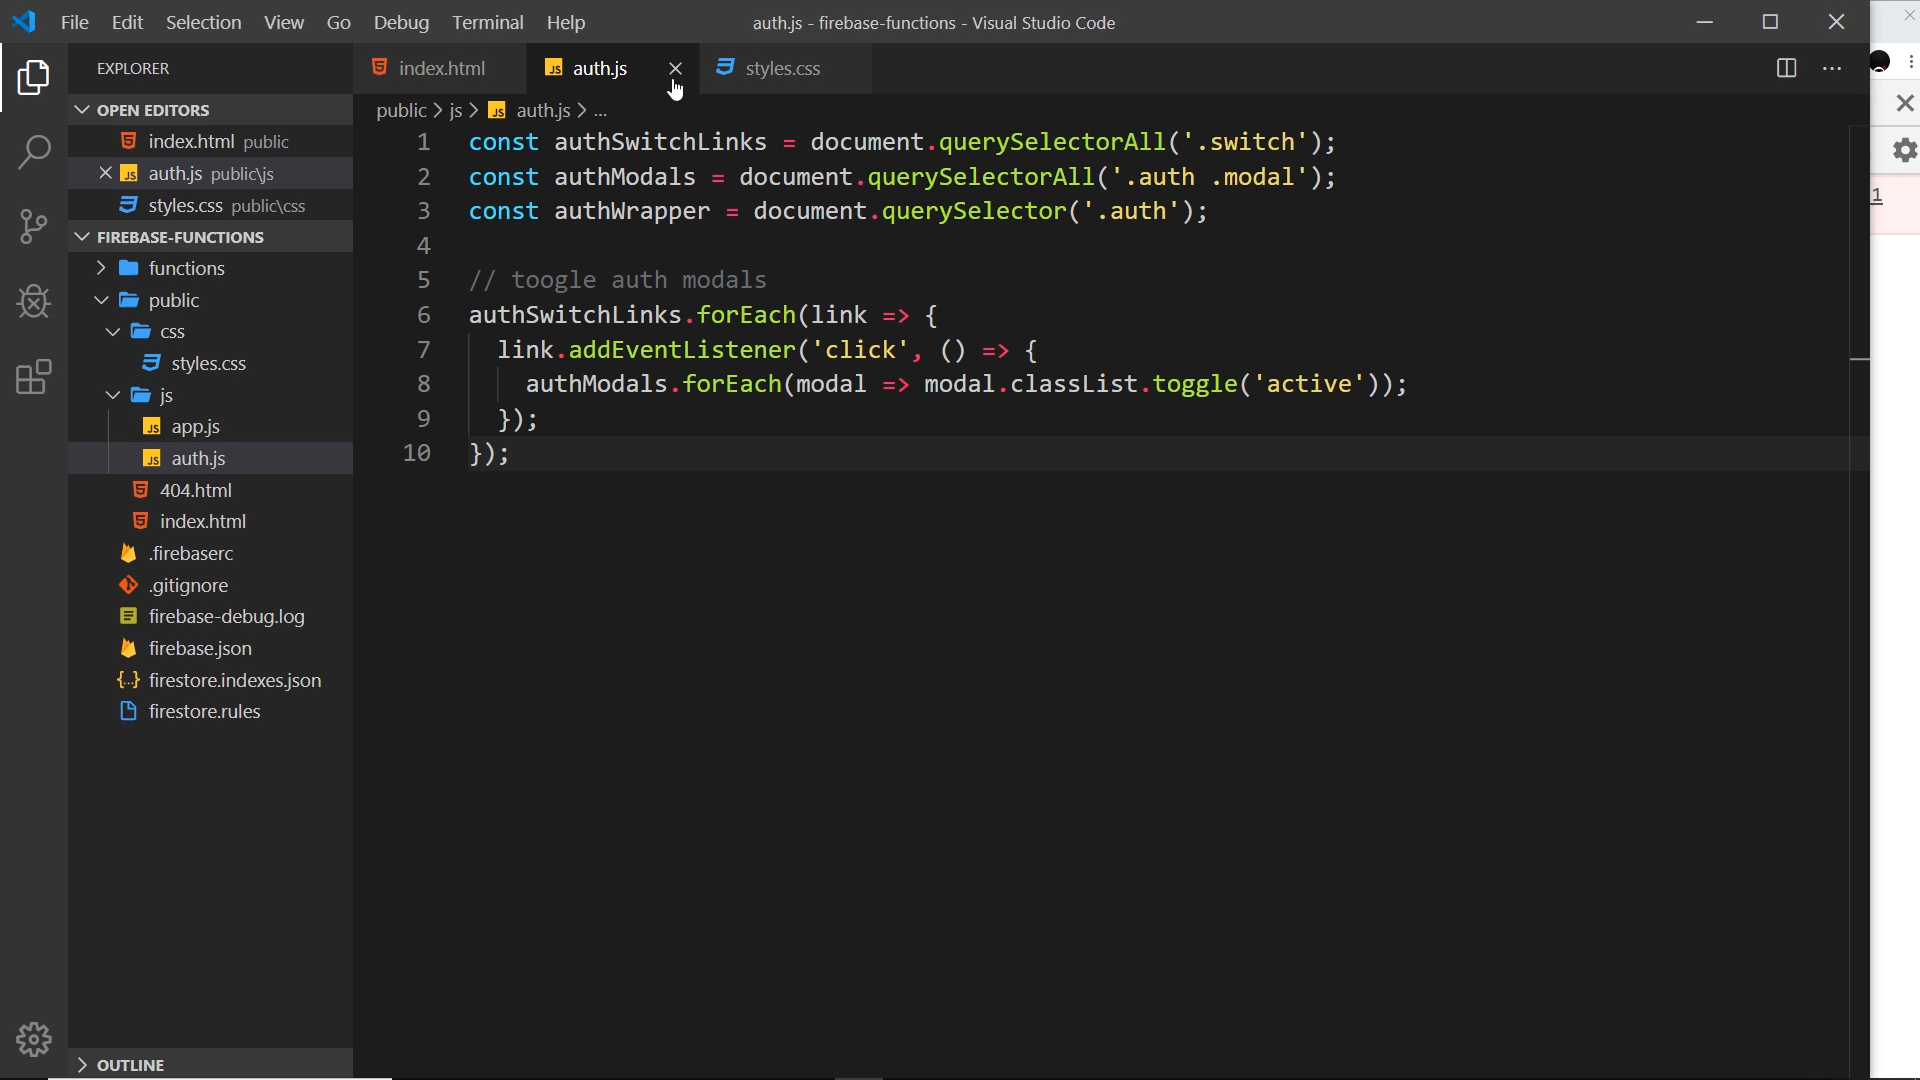 File Edit Selection View Go Debug Terminal Help
auth.js - firebase-functions - Visual Studio Code
EXPLORER
OPEN EDITORS
index.html public
auth.js public\js
styles.css public\css
FIREBASE-FUNCTIONS
functions
public
css
styles.css
js
app.js
auth.js
404.html
index.html
.firebaserc
.gitignore
firebase-debug.log
firebase.json
firestore.indexes.json
firestore.rules
OUTLINE
index.html auth.js styles.css
public > js > JS auth.js > ...
1 const authSwitchLinks = document.querySelectorAll('.switch');
2 const authModals = document.querySelectorAll('.auth .modal');
3 const authWrapper = document.querySelector('.auth');
4
5 // toogle auth modals
6 authSwitchLinks.forEach(link => {
7 link.addEventListener('click', () => {
8 authModals.forEach(modal => modal.classList.toggle('active'));
9 });
10 });
1